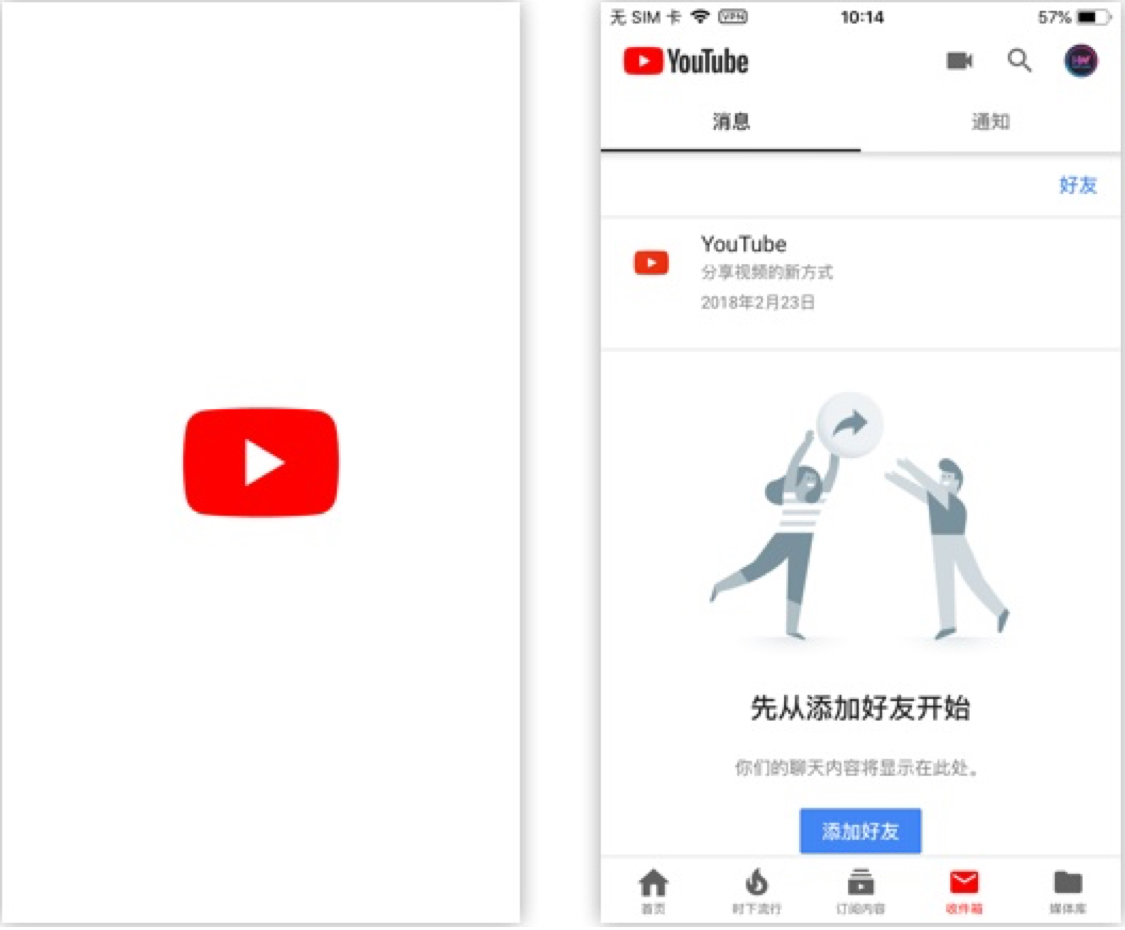 无 SIM 卡 VPN 10:14 57%
YouTube
消息 通知
好友
YouTube
分享视频的新方式
2018年2月23日
先从添加好友开始
你们的聊天内容将显示在此处。
添加好友
首页 时下流行 订阅内容 收件箱 媒体库